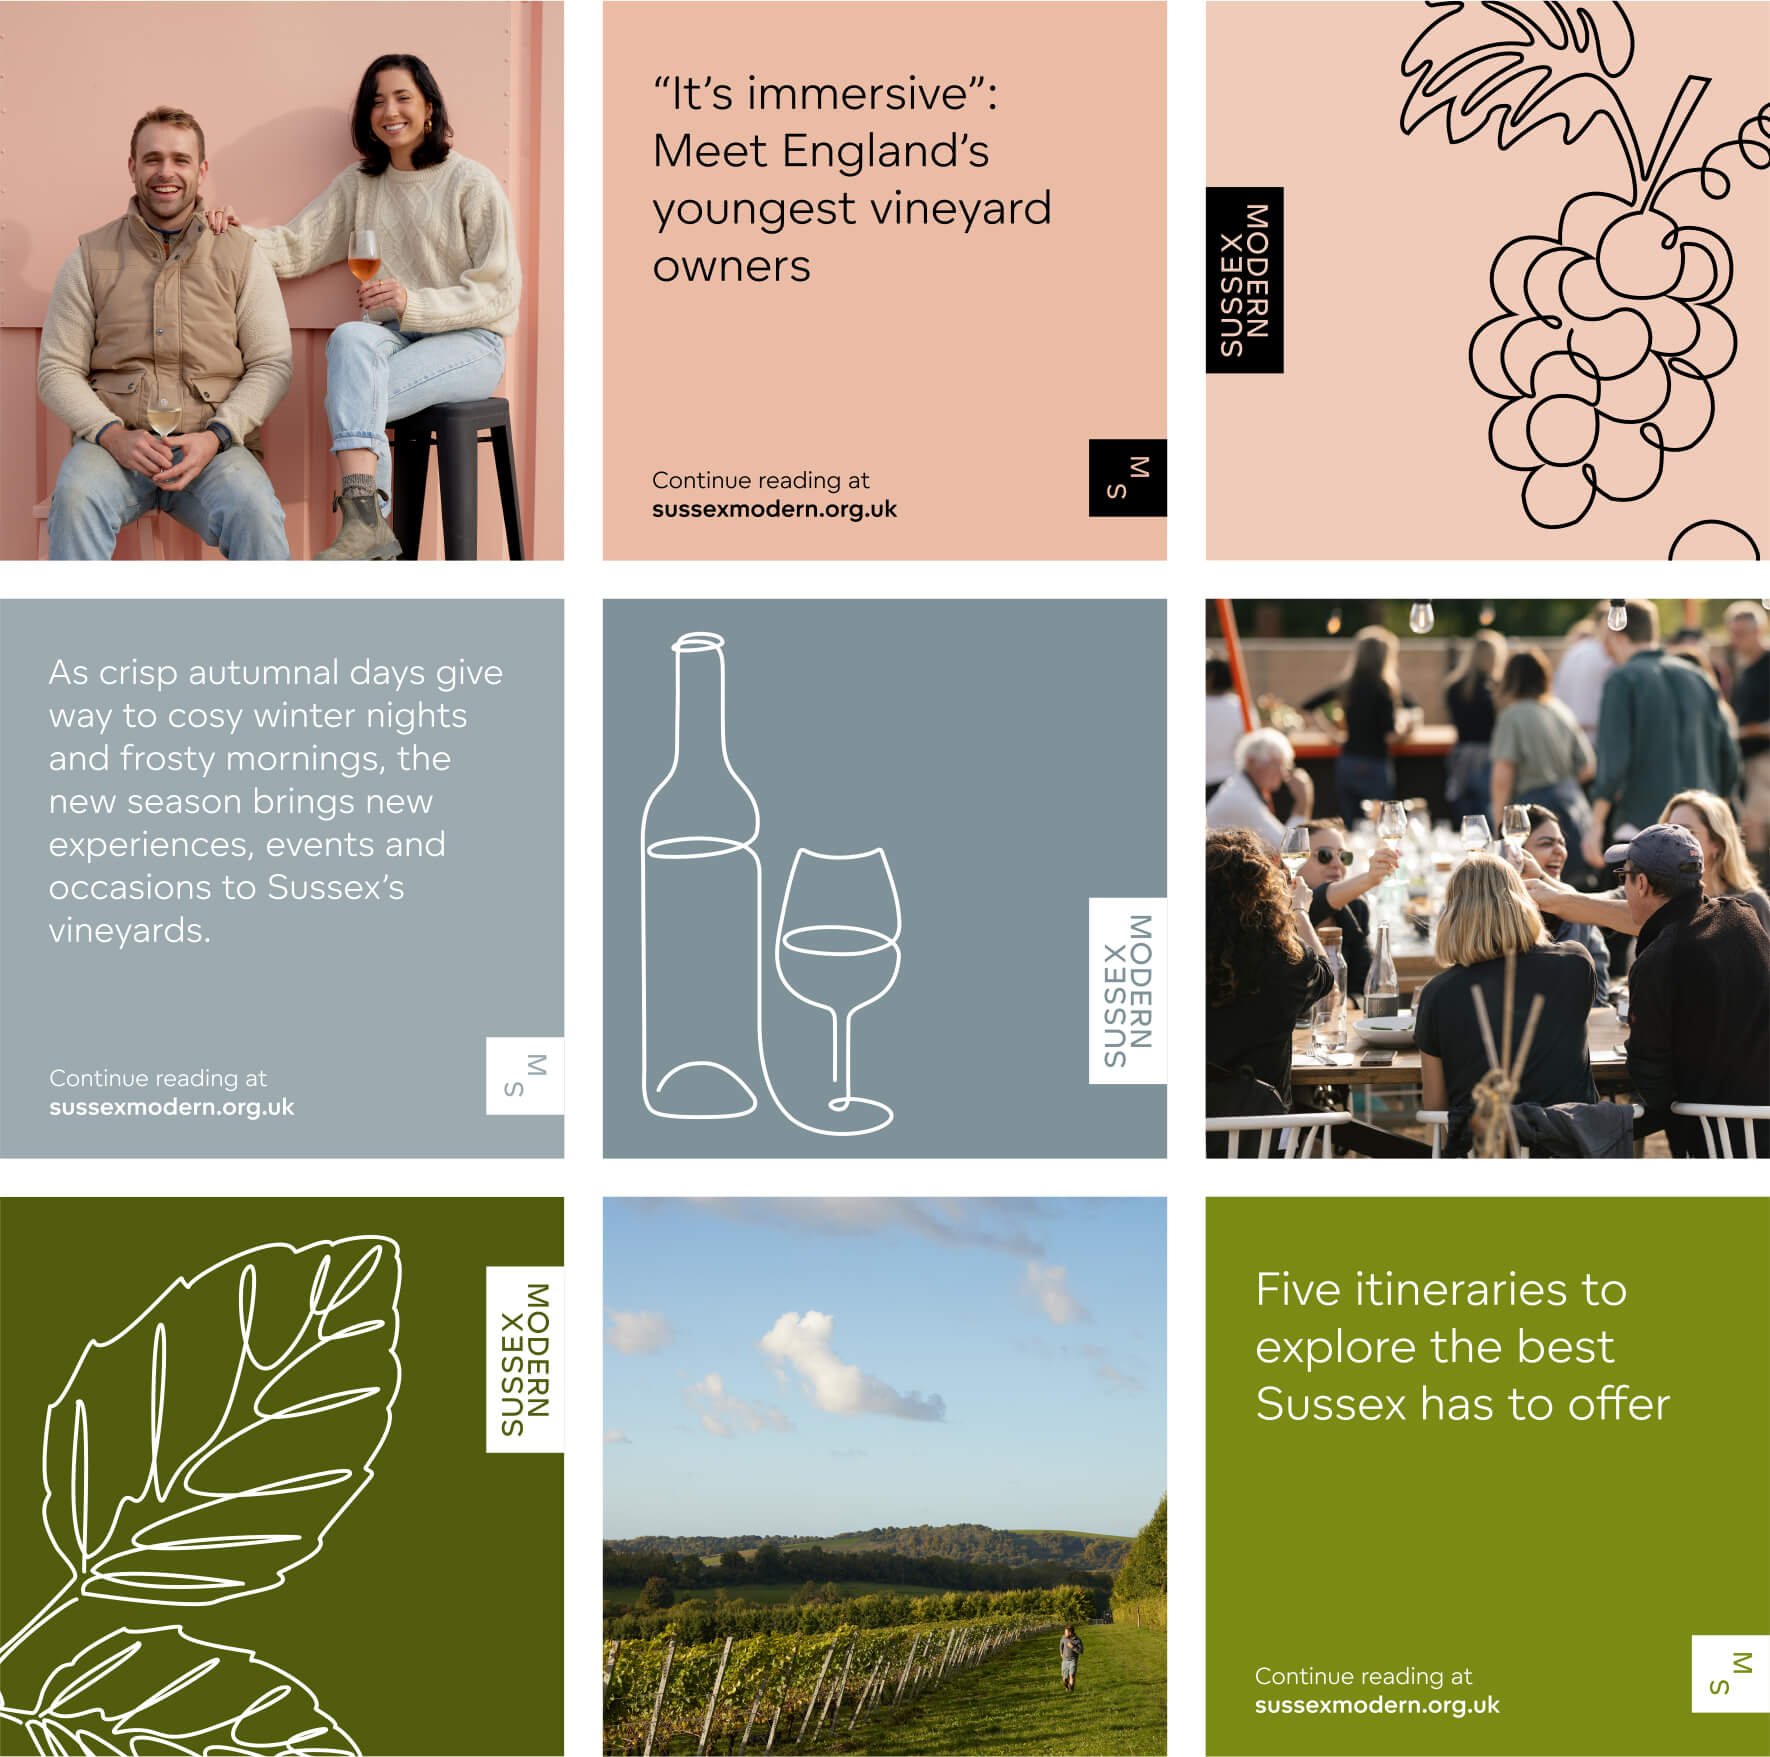 “It’s immersive”:
Meet England’s
youngest vineyard
owners
Continue reading at
sussexmodern.org.uk
M
S
MODERN
SUSSEX
As crisp autumnal days give
way to cosy winter nights
and frosty mornings, the
new season brings new
experiences, events and
occasions to Sussex’s
vineyards.
Continue reading at
sussexmodern.org.uk
M
S
MODERN
SUSSEX
MODERN
SUSSEX
Five itineraries to
explore the best
Sussex has to offer
Continue reading at
sussexmodern.org.uk
M
S